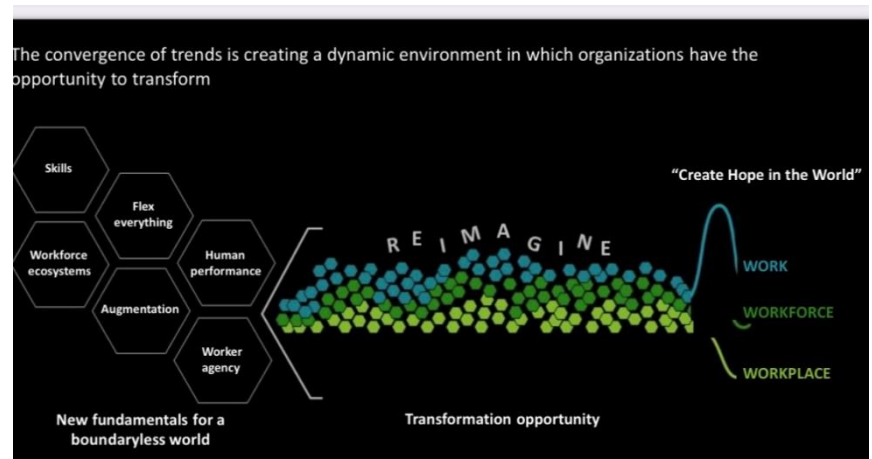 The convergence of trends is creating a dynamic environment in which organizations have the
opportunity to transform
Skills
Flex
everything
Workforce
ecosystems
Human
performance
Augmentation
Worker
agency
New fundamentals for a
boundaryless world
REIMAGINE
Transformation opportunity
“Create Hope in the World”
WORK
WORKFORCE
WORKPLACE